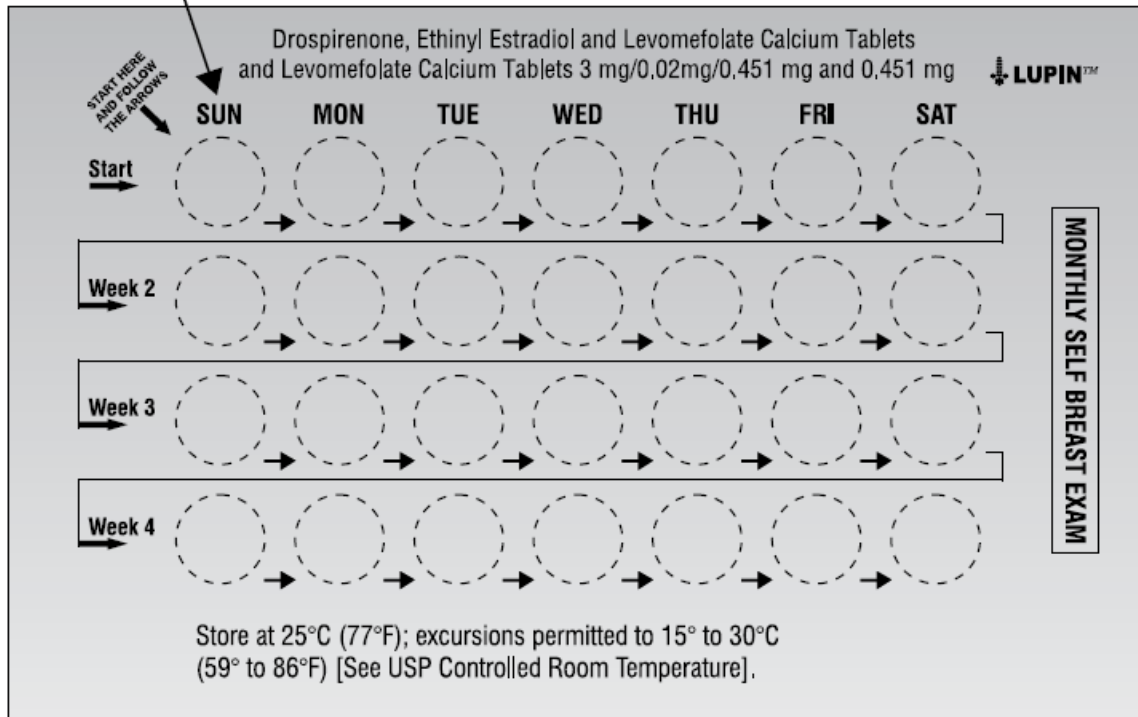 Drospirenone, Ethinyl Estradiol and Levomefolate Calcium Tablets
and Levomefolate Calcium Tablets 3 mg/0.02mg/0.451 mg and 0.451 mg
LUPIN™
START HERE
AND FOLLOW
THE ARROWS
SUN MON TUE WED THU FRI SAT
Start
Week 2
Week 3
Week 4
MONTHLY SELF BREAST EXAM
Store at 25°C (77°F); excursions permitted to 15° to 30°C
(59° to 86°F) [See USP Controlled Room Temperature].